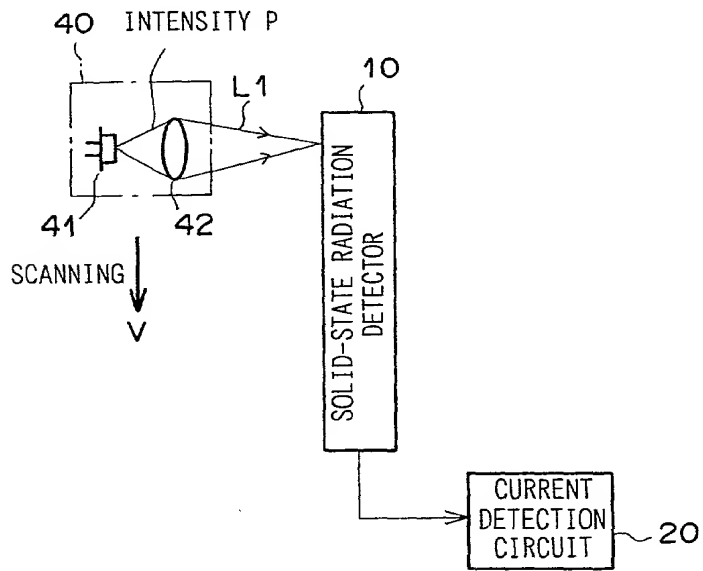 INTENSITY P
40
L1
10
41
42
SCANNING
V
SOLID-STATE RADIATION
DETECTOR
CURRENT
DETECTION
CIRCUIT
20